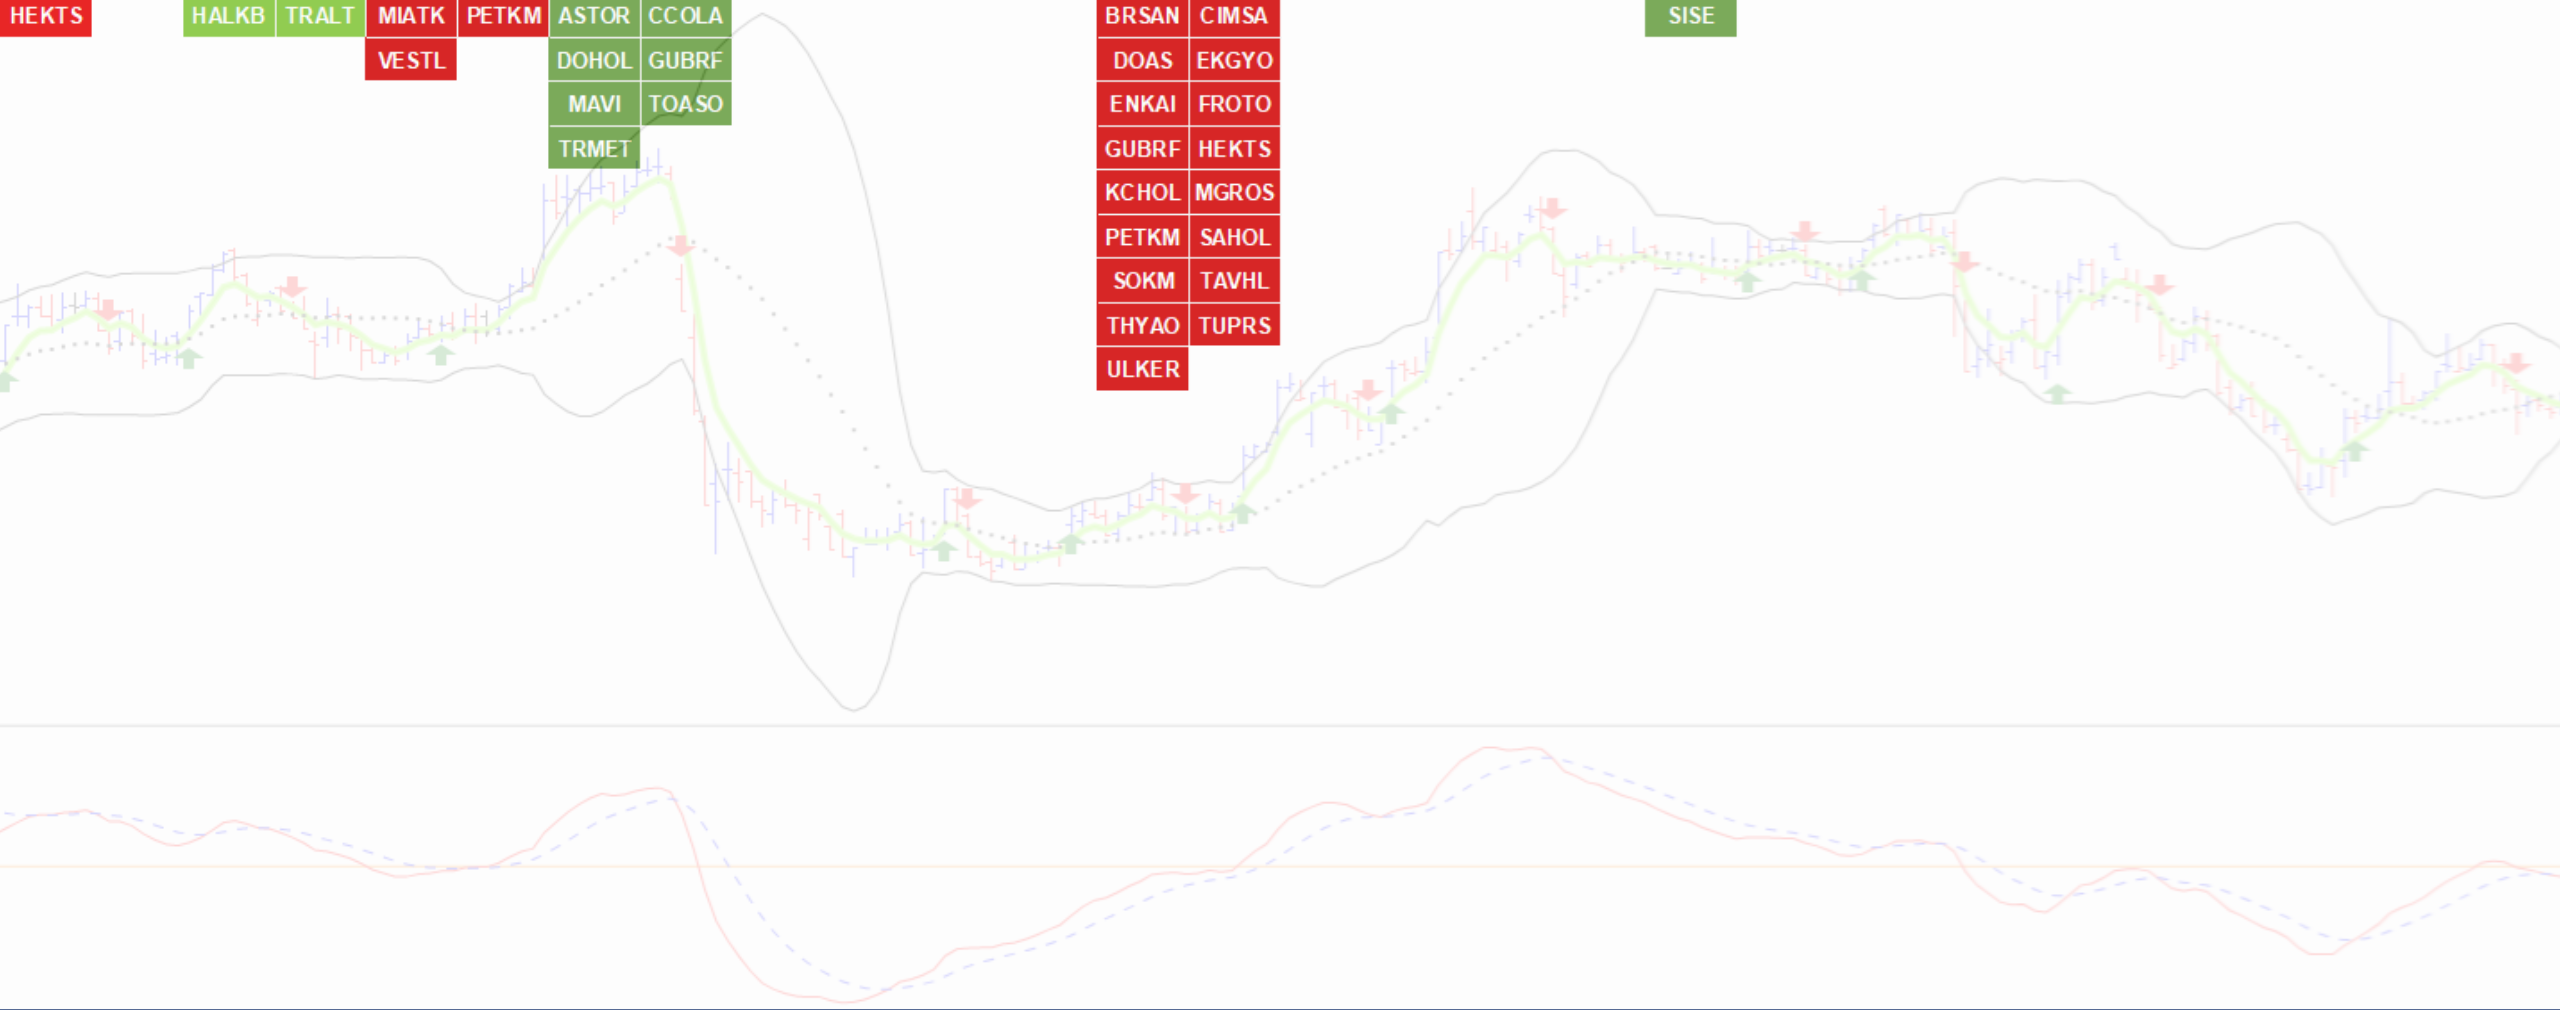 HEKTS HALKB TRALT MIATK PETKM ASTOR CCOLA BRSAN CIMSA SISE
VESTL DOHOL GUBRF DOAS EKGYO
MAVI TOASO ENKAI FROTO
TRMET GUBRF HEKTS
KCHOL MGROS
PETKM SAHOL
SOKM TAVHL
THYAO TUPRS
ULKER